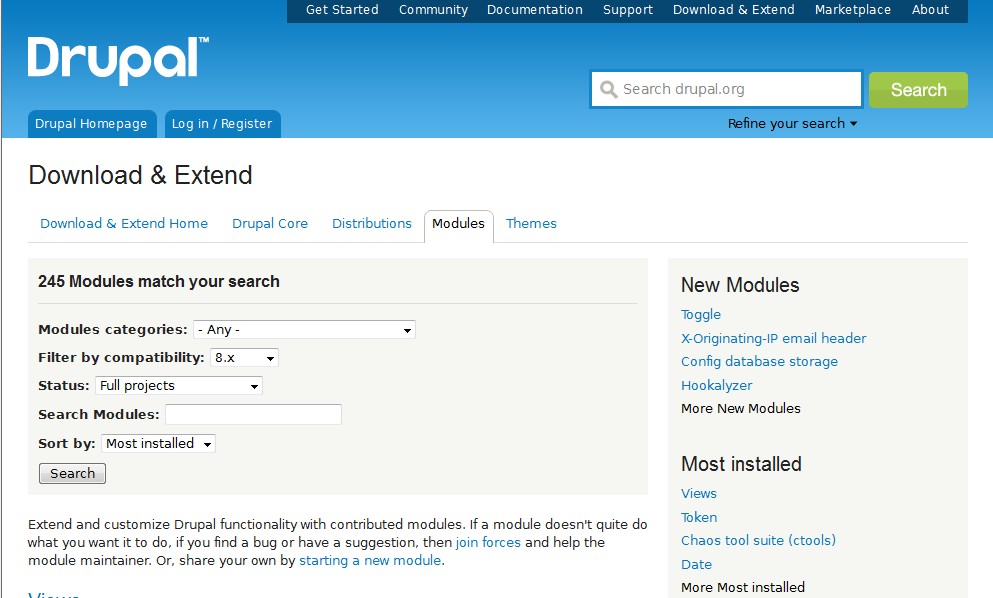 Get Started Community Documentation Support Download & Extend Marketplace About
Drupal™
Search drupal.org
Search
Refine your search
Drupal Homepage Log in / Register
Download & Extend
Download & Extend Home Drupal Core Distributions Modules Themes
245 Modules match your search
Modules categories: - Any -
Filter by compatibility: 8.x
Status: Full projects
Search Modules:
Sort by: Most installed
Search
Extend and customize Drupal functionality with contributed modules. If a module doesn't quite do
what you want it to do, if you find a bug or have a suggestion, then join forces and help the
module maintainer. Or, share your own by starting a new module.
Views
New Modules
Toggle
X-Originating-IP email header
Config database storage
Hookalyzer
More New Modules
Most installed
Views
Token
Chaos tool suite (ctools)
Date
More Most installed